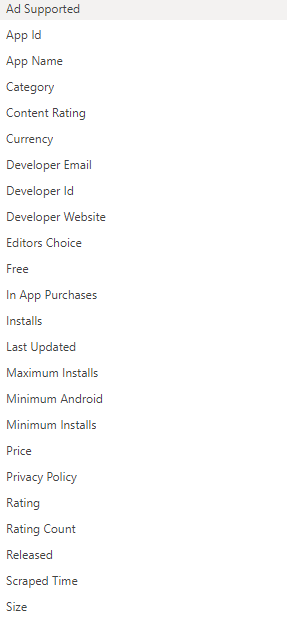 Ad Supported
App Id
App Name
Category
Content Rating
Currency
Developer Email
Developer Id
Developer Website
Editors Choice
Free
In App Purchases
Installs
Last Updated
Maximum Installs
Minimum Android
Minimum Installs
Price
Privacy Policy
Rating
Rating Count
Released
Scraped Time
Size